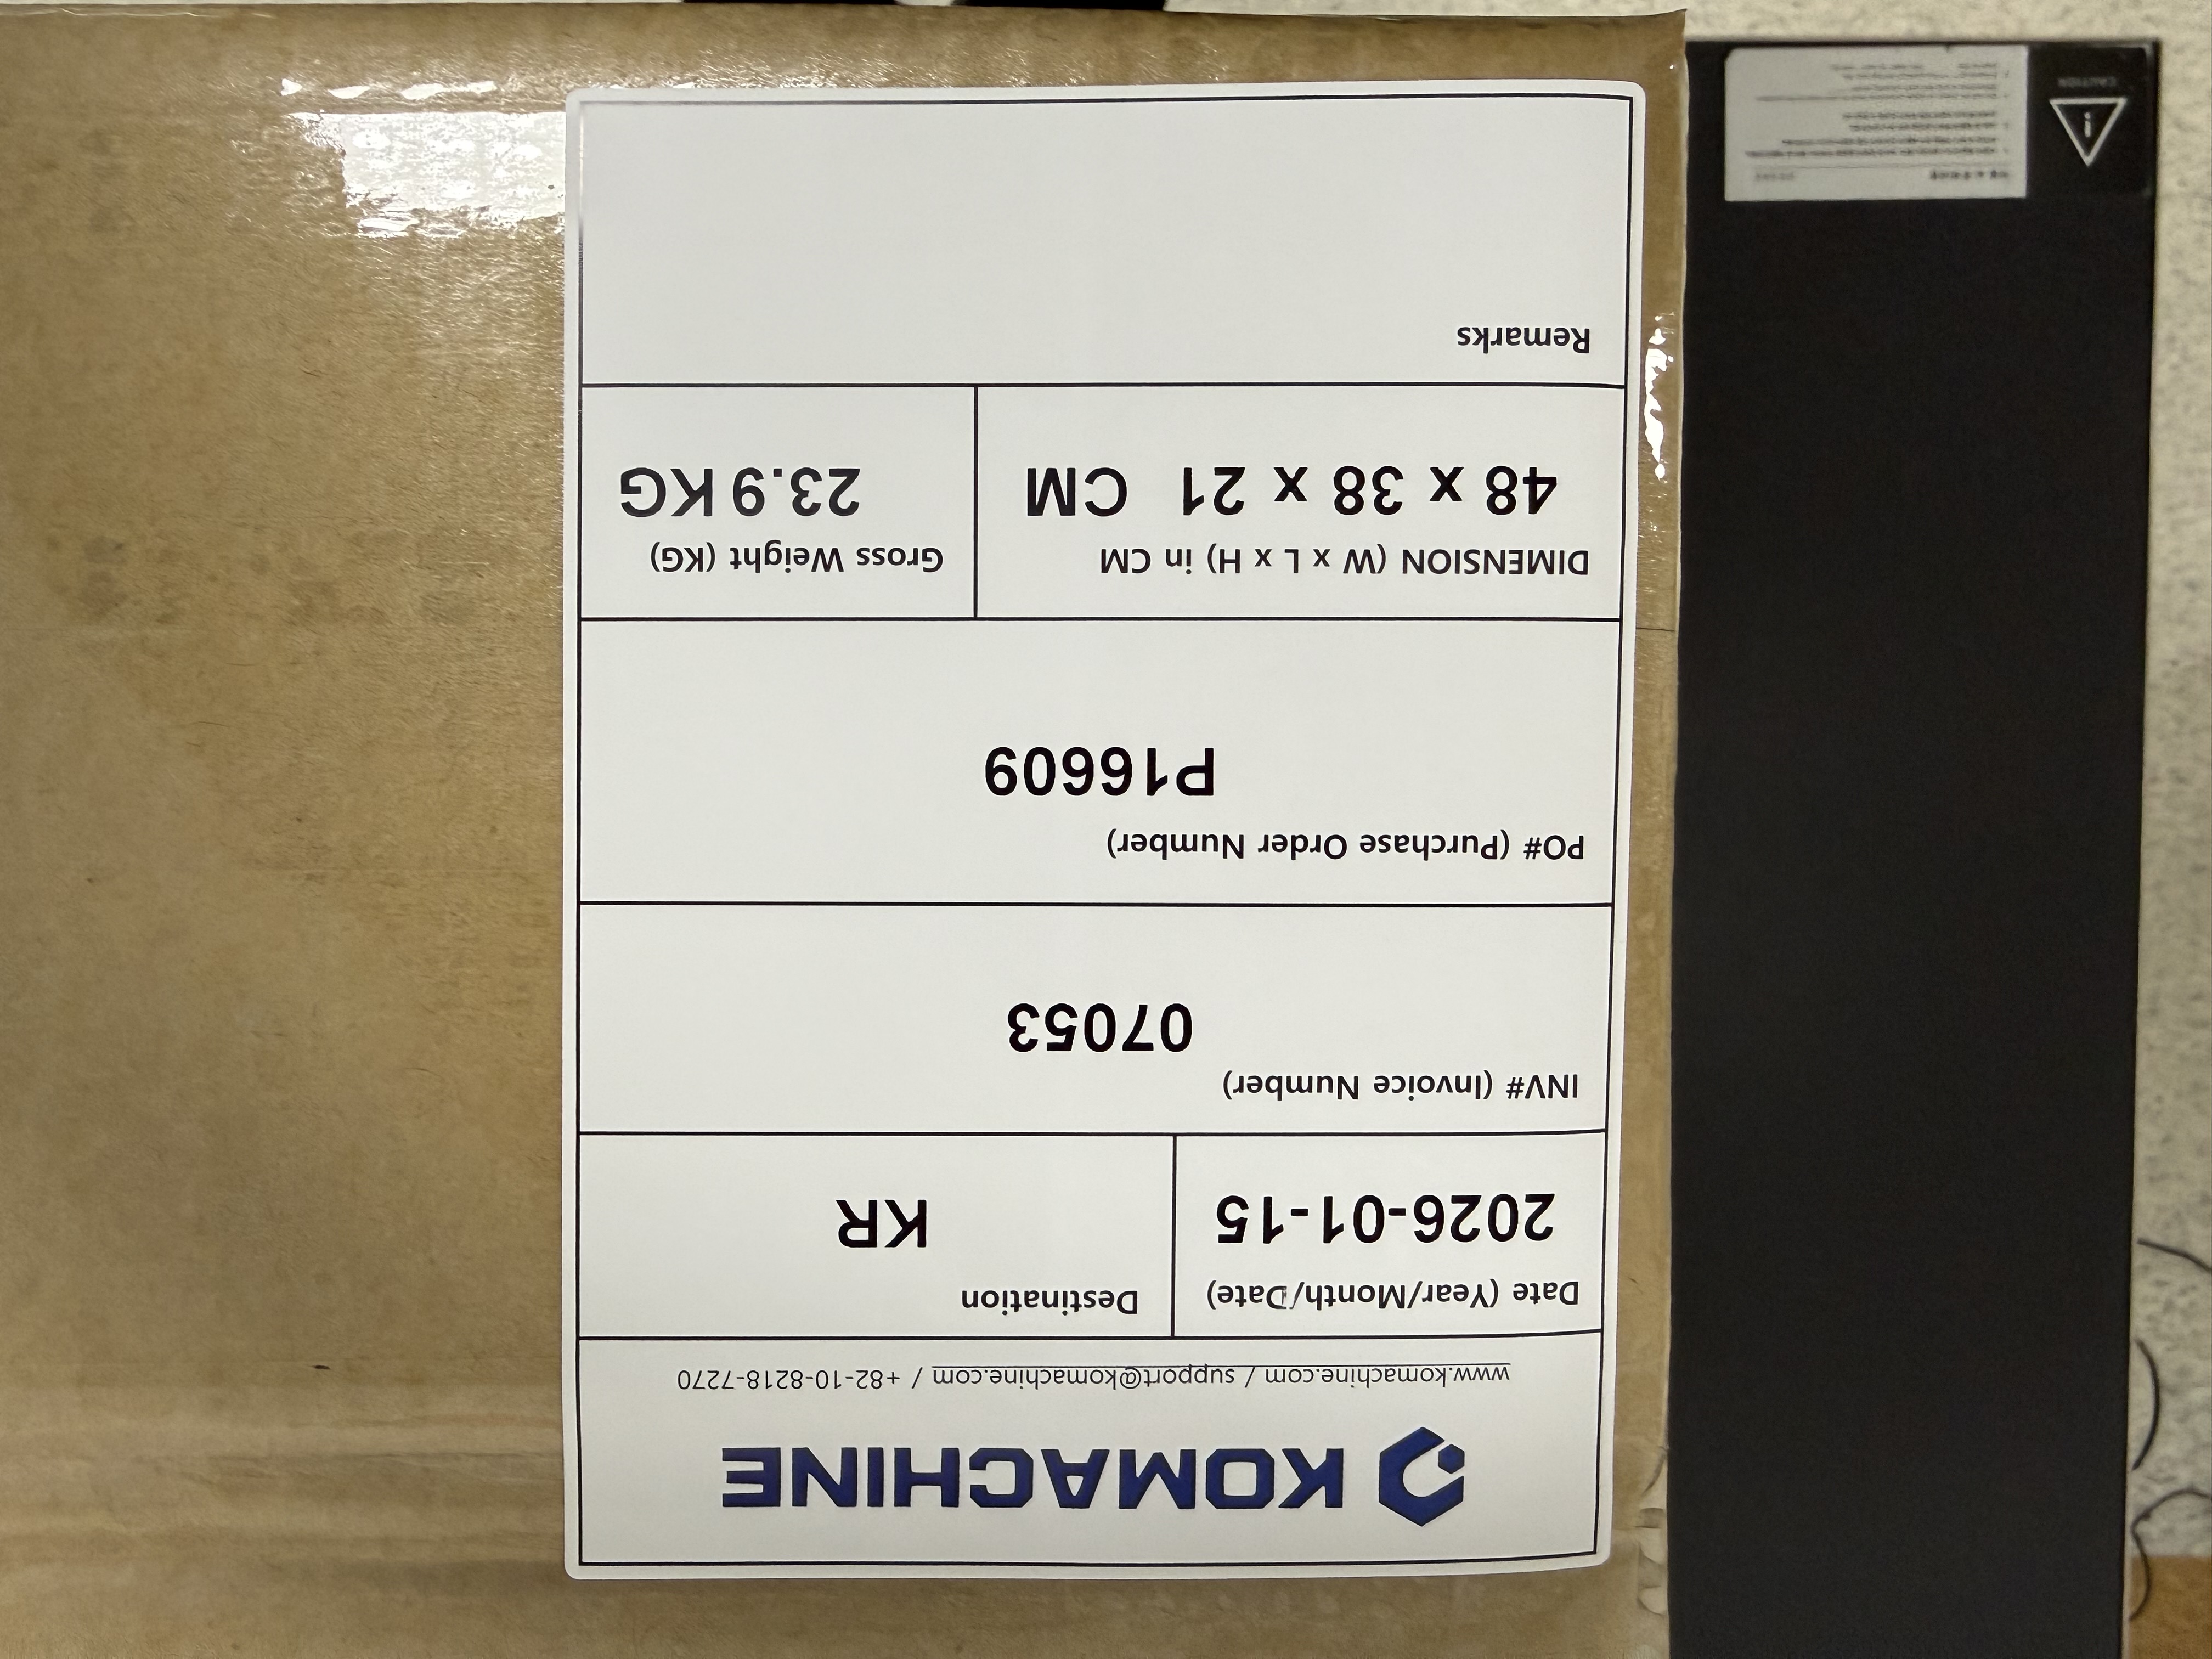 KOMACHINE
www.komachine.com / support@komachine.com / +82-10-8218-7270
Date (Year/Month/Date)
2026-01-15
Destination
KR
INV# (Invoice Number)
07053
PO# (Purchase Order Number)
P16609
DIMENSION (W x L x H) in CM
48 x 38 x 21 CM
Gross Weight (KG)
23.9 KG
Remarks
CAUTION